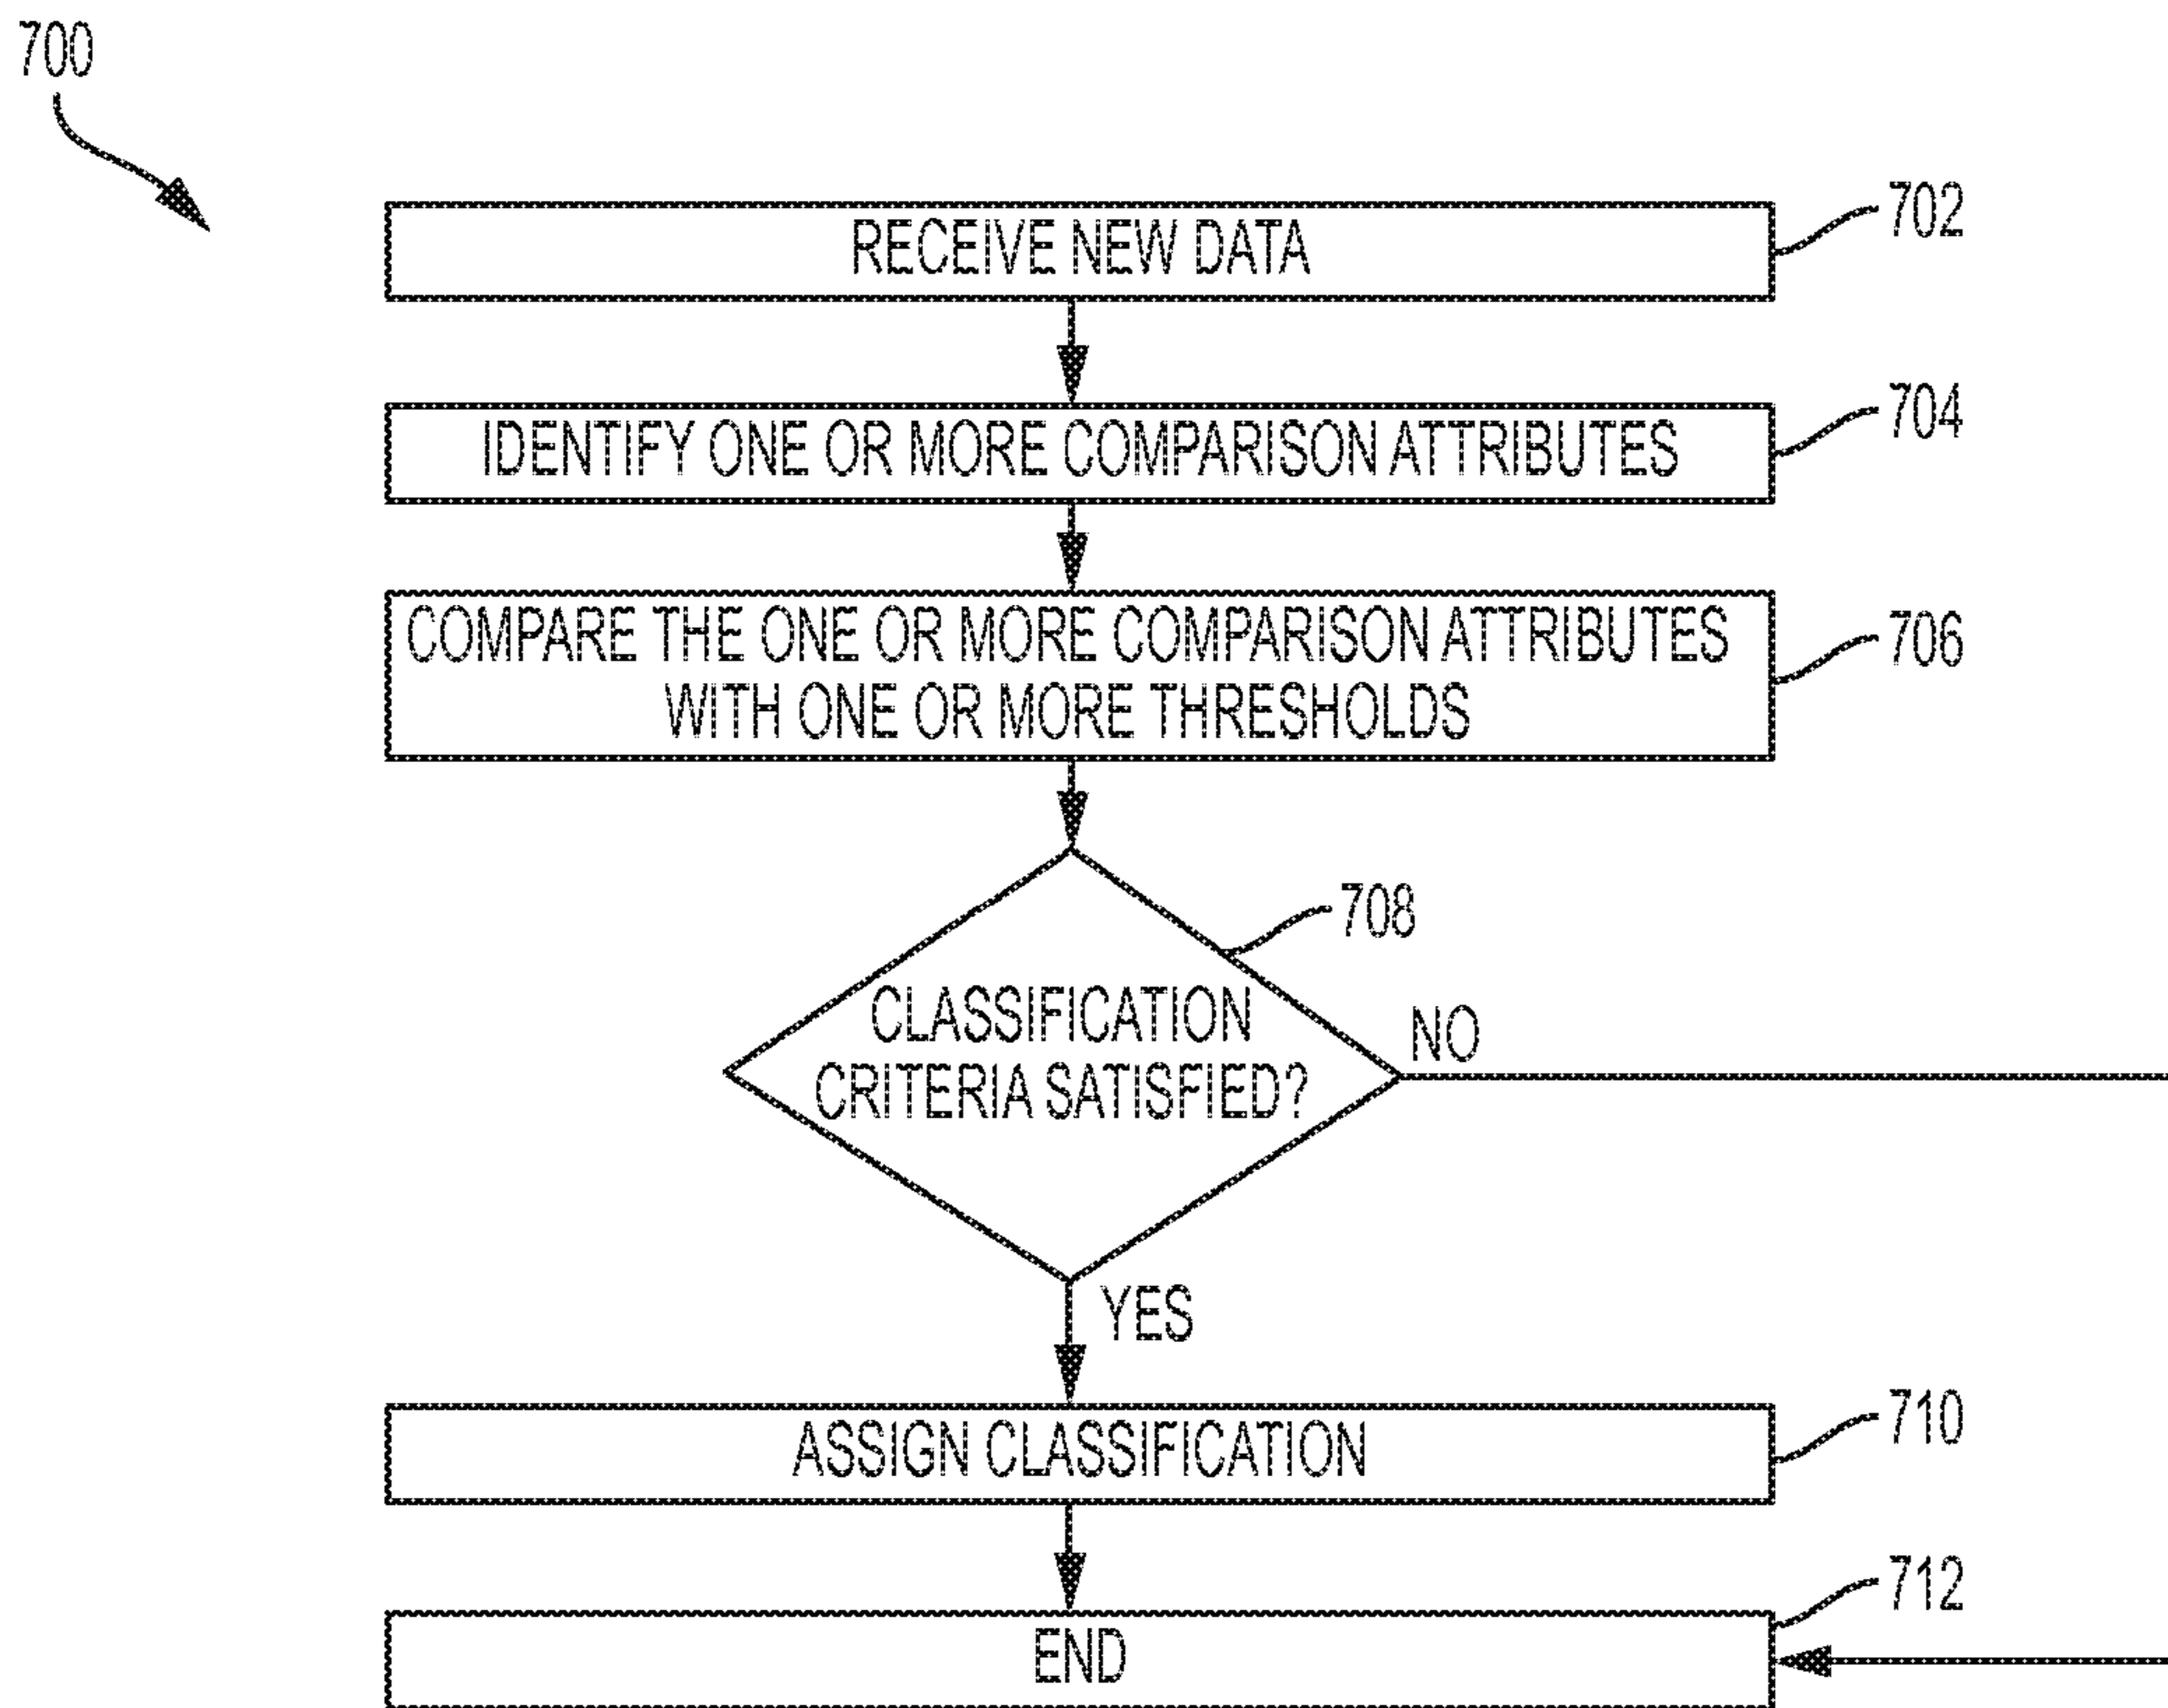 700
RECEIVE NEW DATA
702
IDENTIFY ONE OR MORE COMPARISON ATTRIBUTES
704
COMPARE THE ONE OR MORE COMPARISON ATTRIBUTES
WITH ONE OR MORE THRESHOLDS
706
708
CLASSIFICATION
CRITERIA SATISFIED?
NO
YES
ASSIGN CLASSIFICATION
710
END
712